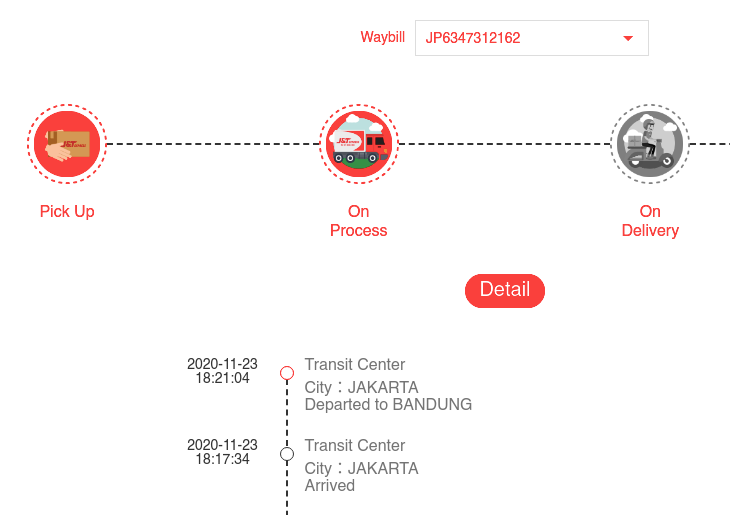 Waybill JP6347312162
J&T
J&T
Pick Up
On
Process
On
Delivery
Detail
2020-11-23
18:21:04
Transit Center
City：JAKARTA
Departed to BANDUNG
2020-11-23
18:17:34
Transit Center
City：JAKARTA
Arrived